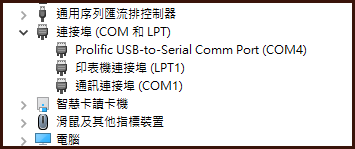 通用序列匯流排控制器
連接埠 (COM 和 LPT)
Prolific USB-to-Serial Comm Port (COM4)
印表機連接埠 (LPT1)
通訊連接埠 (COM1)
智慧卡讀卡機
滑鼠及其他指標裝置
電腦